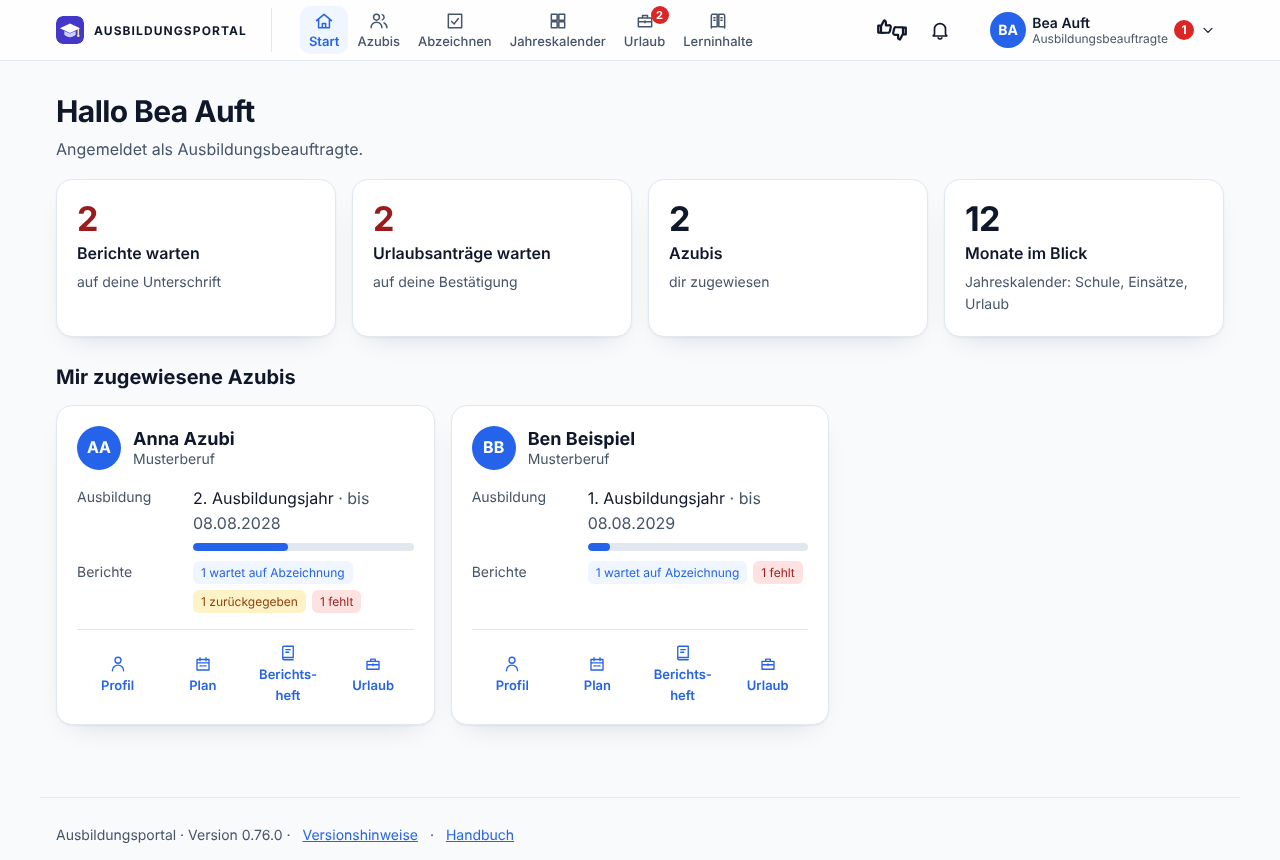 AUSBILDUNGSPORTAL
Start
Azubis
Abzeichnen
Jahreskalender
2
Urlaub
Lerninhalte
BA
Bea Auft
Ausbildungsbeauftragte
1
Hallo Bea Auft
Angemeldet als Ausbildungsbeauftragte.
2
Berichte warten
auf deine Unterschrift
2
Urlaubsanträge warten
auf deine Bestätigung
2
Azubis
dir zugewiesen
12
Monate im Blick
Jahreskalender: Schule, Einsätze,
Urlaub
Mir zugewiesene Azubis
AA
Anna Azubi
Musterberuf
Ausbildung
2. Ausbildungsjahr · bis
08.08.2028
Berichte
1 wartet auf Abzeichnung
1 zurückgegeben
1 fehlt
Profil
Plan
Berichts-
heft
Urlaub
BB
Ben Beispiel
Musterberuf
Ausbildung
1. Ausbildungsjahr · bis
08.08.2029
Berichte
1 wartet auf Abzeichnung
1 fehlt
Profil
Plan
Berichts-
heft
Urlaub
Ausbildungsportal · Version 0.76.0 · Versionshinweise · Handbuch